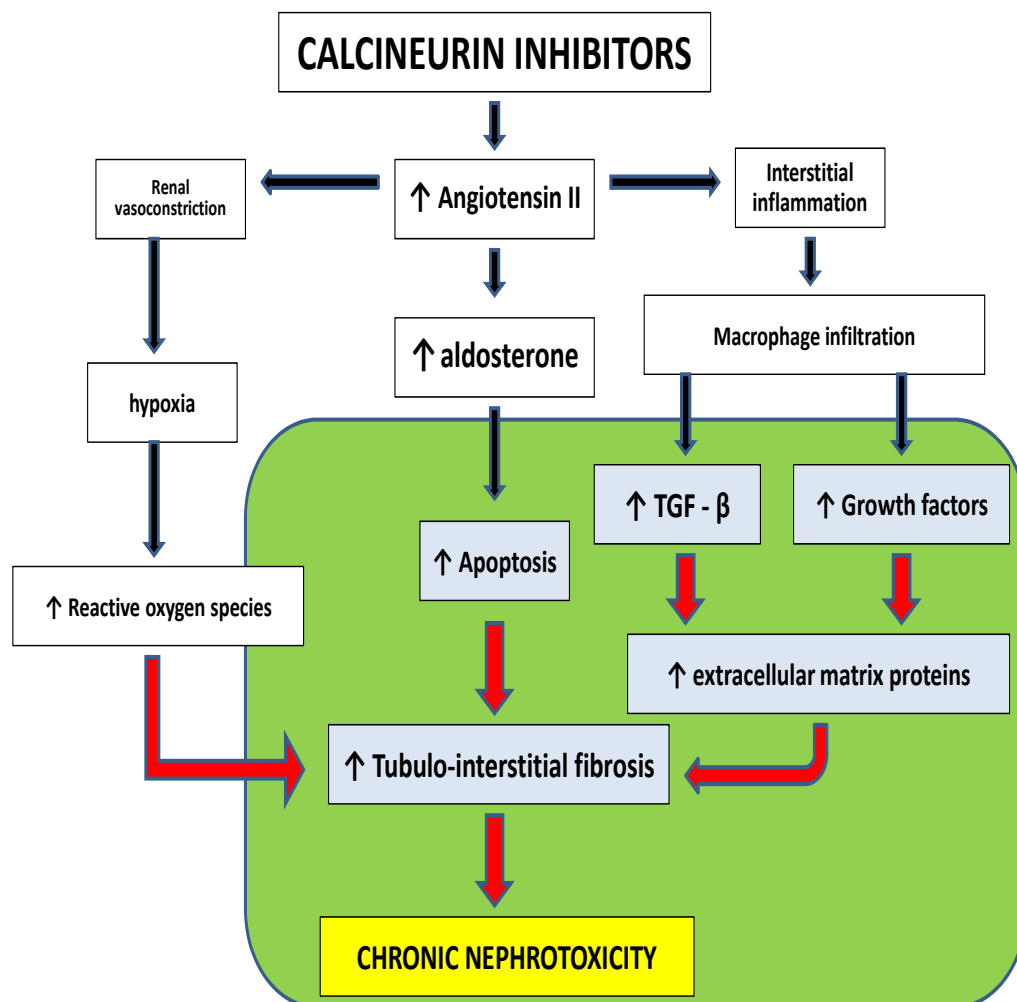 CALCINEURIN INHIBITORS
Renal
vasoconstriction
↑ Angiotensin II
Interstitial
inflammation
↑ aldosterone
Macrophage infiltration
hypoxia
↑ TGF - β
↑ Growth factors
↑ Apoptosis
↑ Reactive oxygen species
↑ extracellular matrix proteins
↑ Tubulo-interstitial fibrosis
CHRONIC NEPHROTOXICITY